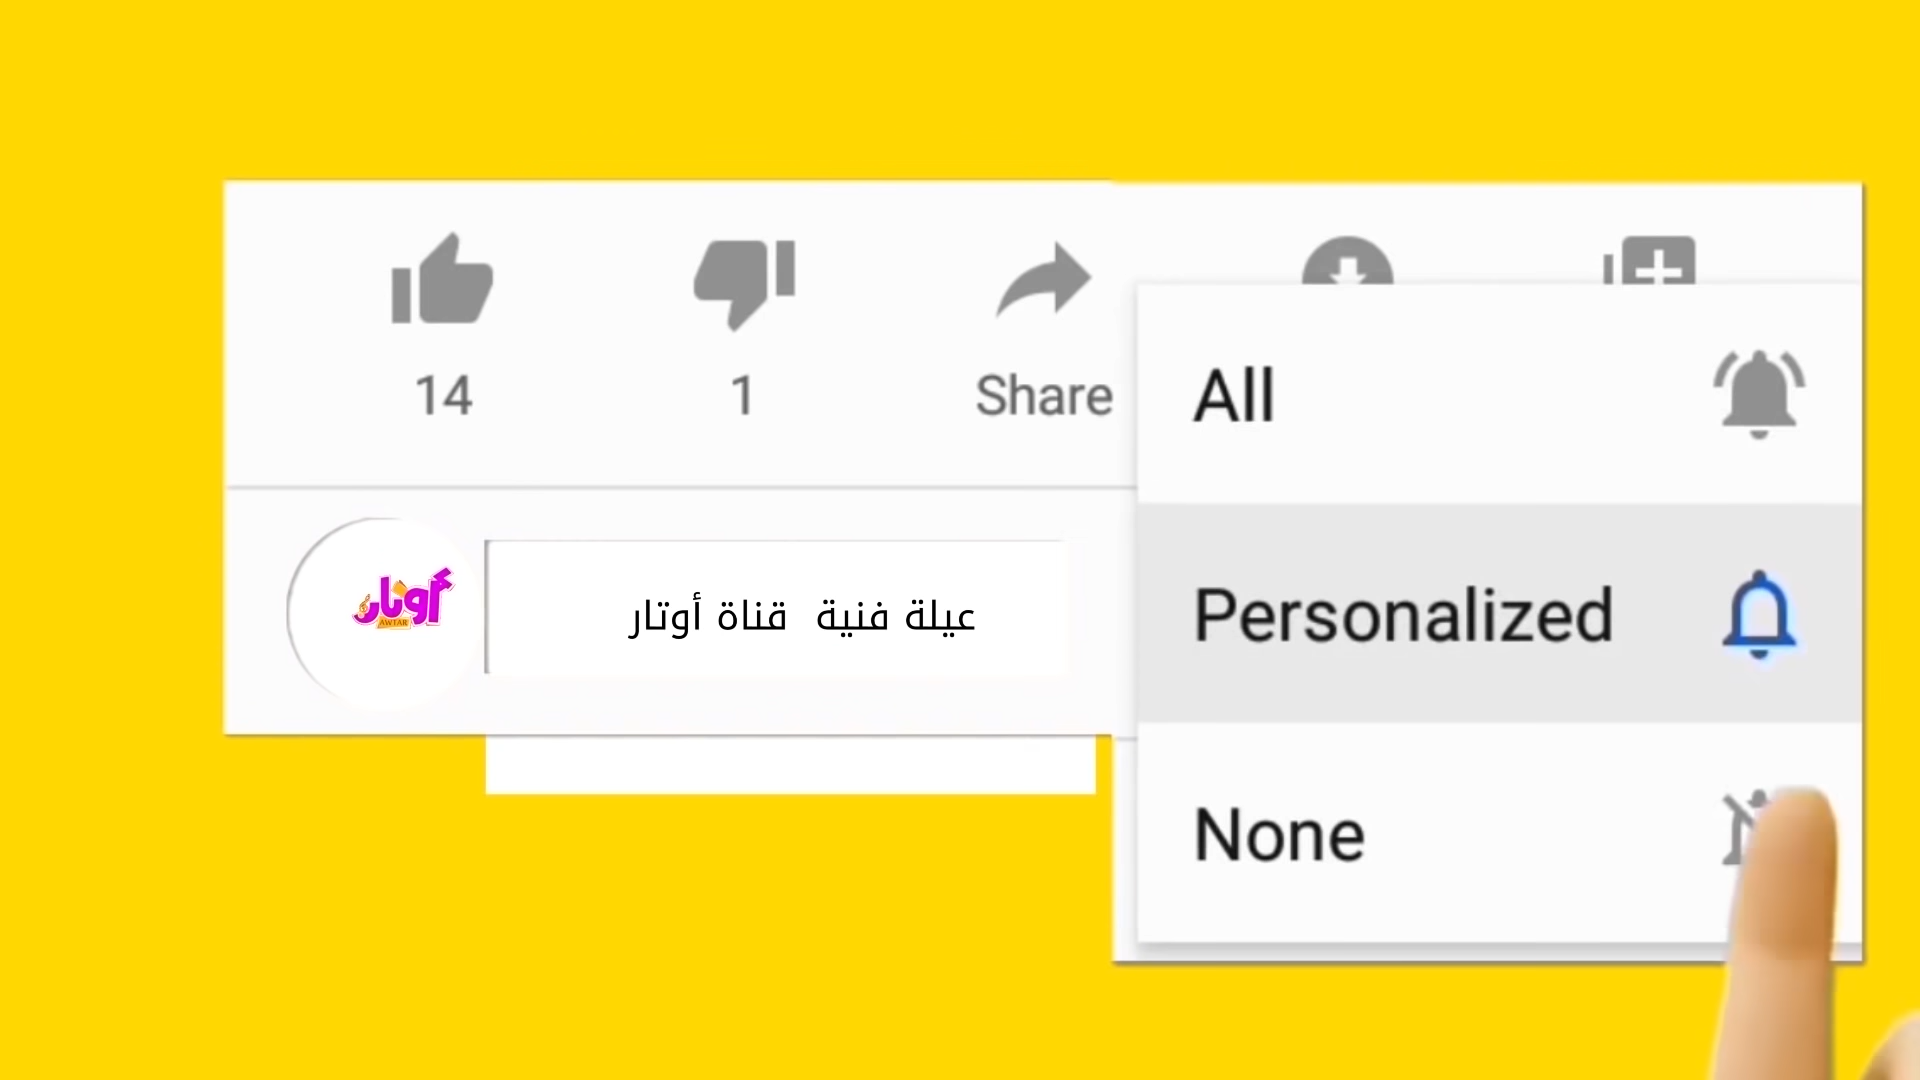 14
1
Share
All
Personalized
None
أوتار
AWTAR
عيلة فنية قناة أوتار